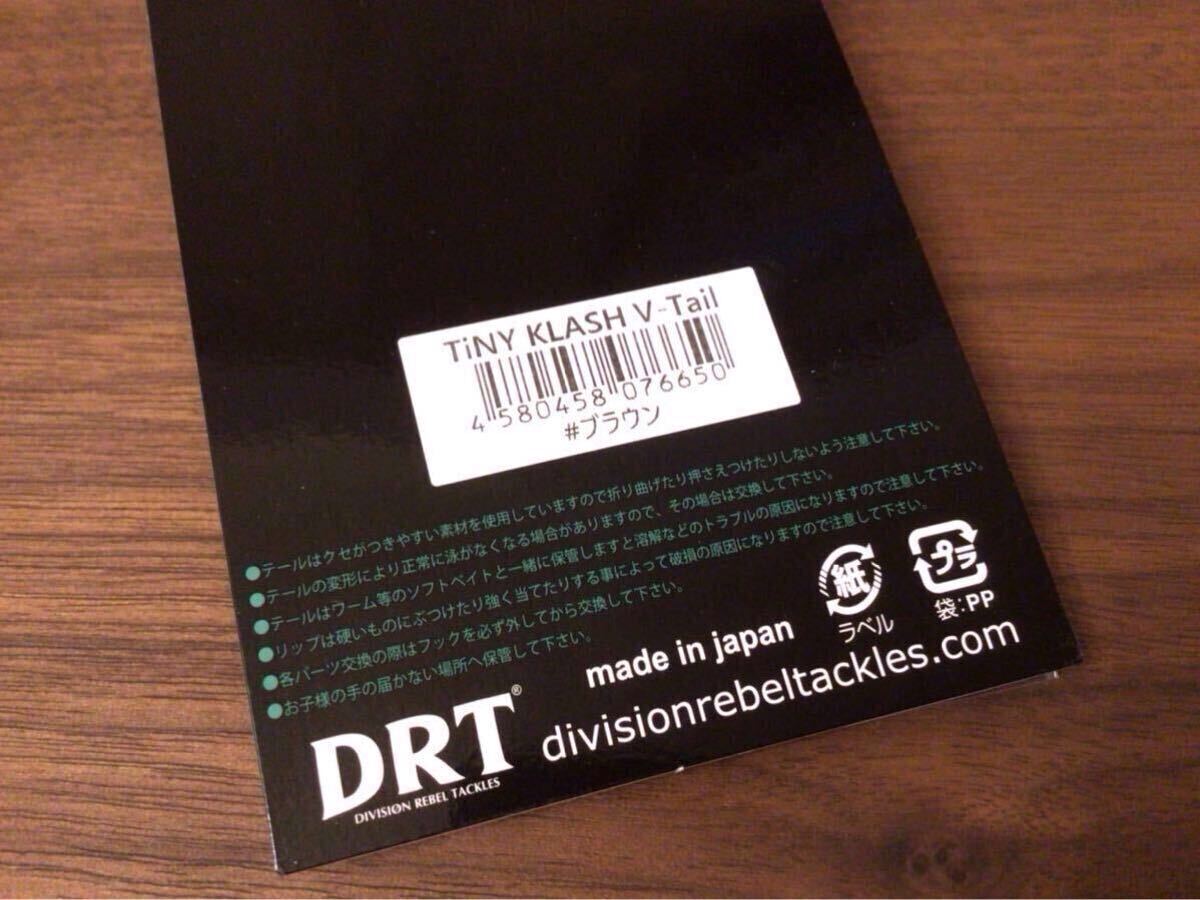 TiNY KLASH V-Tail
4 580458 076650
#ブラウン
●テールはクセがつきやすい素材を使用していますので折り曲げたり押さえつけたりしないよう注意して下さい。
●テールの変形により正常に泳がなくなる場合がありますので、その場合は交換して下さい。
●テールはワーム等のソフトベイトと一緒に保管しますと溶解などのトラブルの原因になりますので注意して下さい。
●リップは硬いものにぶつけたり強く当てたりする事によって破損の原因になりますので注意して下さい。
●各パーツ交換の際はフックを必ず外してから交換して下さい。
●お子様の手の届かない場所へ保管して下さい。
made in japan
紙
ラベル
プラ
袋:PP
DRT®
DIVISIØN REBEL TACKLES
divisionrebeltackles.com